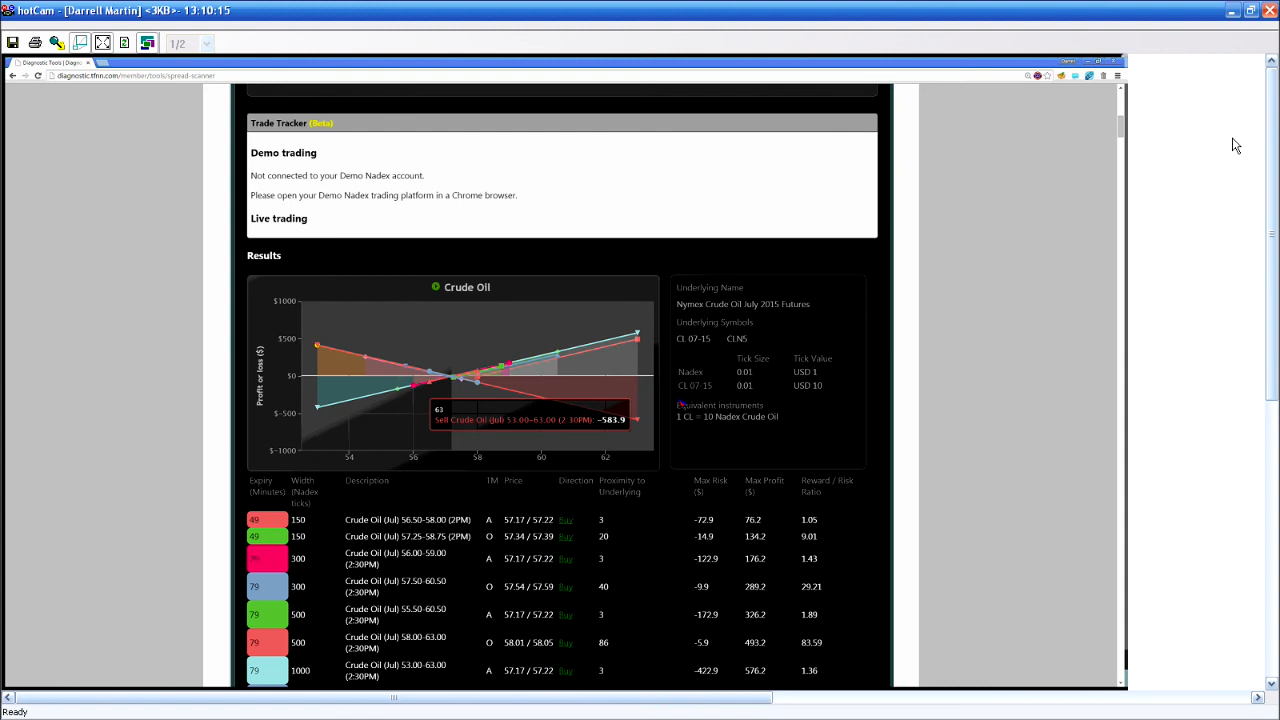 hotCam - [Darrell Martin] <3KB>- 13:10:15
1/2
Diagnostic Tools | Diagno
diagnostic.tfnn.com/member/tools/spread-scanner
Trade Tracker (Beta)
Demo trading
Not connected to your Demo Nadex account.
Please open your Demo Nadex trading platform in a Chrome browser.
Live trading
Results
Crude Oil
$1000
$500
$0
$-500
$-1000
Profit or loss ($)
54 56 58 60 62
63
Sell Crude Oil (Jul) 53.00-63.00 (2:30PM): -583.9
Underlying Name
Nymex Crude Oil July 2015 Futures
Underlying Symbols
CL 07-15 CLN5
Tick Size Tick Value
Nadex 0.01 USD 1
CL 07-15 0.01 USD 10
Equivalent instruments
1 CL = 10 Nadex Crude Oil
Expiry (Minutes) Width (Nadex ticks) Description TM Price Direction Proximity to Underlying Max Risk ($) Max Profit ($) Reward / Risk Ratio
49 150 Crude Oil (Jul) 56.50-58.00 (2PM) A 57.17 / 57.22 Buy 3 -72.9 76.2 1.05
49 150 Crude Oil (Jul) 57.25-58.75 (2PM) O 57.34 / 57.39 Buy 20 -14.9 134.2 9.01
79 300 Crude Oil (Jul) 56.00-59.00 (2:30PM) A 57.17 / 57.22 Buy 3 -122.9 176.2 1.43
79 300 Crude Oil (Jul) 57.50-60.50 (2:30PM) O 57.54 / 57.59 Buy 40 -9.9 289.2 29.21
79 500 Crude Oil (Jul) 55.50-60.50 (2:30PM) A 57.17 / 57.22 Buy 3 -172.9 326.2 1.89
79 500 Crude Oil (Jul) 58.00-63.00 (2:30PM) O 58.01 / 58.05 Buy 86 -5.9 493.2 83.59
79 1000 Crude Oil (Jul) 53.00-63.00 (2:30PM) A 57.17 / 57.22 Buy 3 -422.9 576.2 1.36
Ready